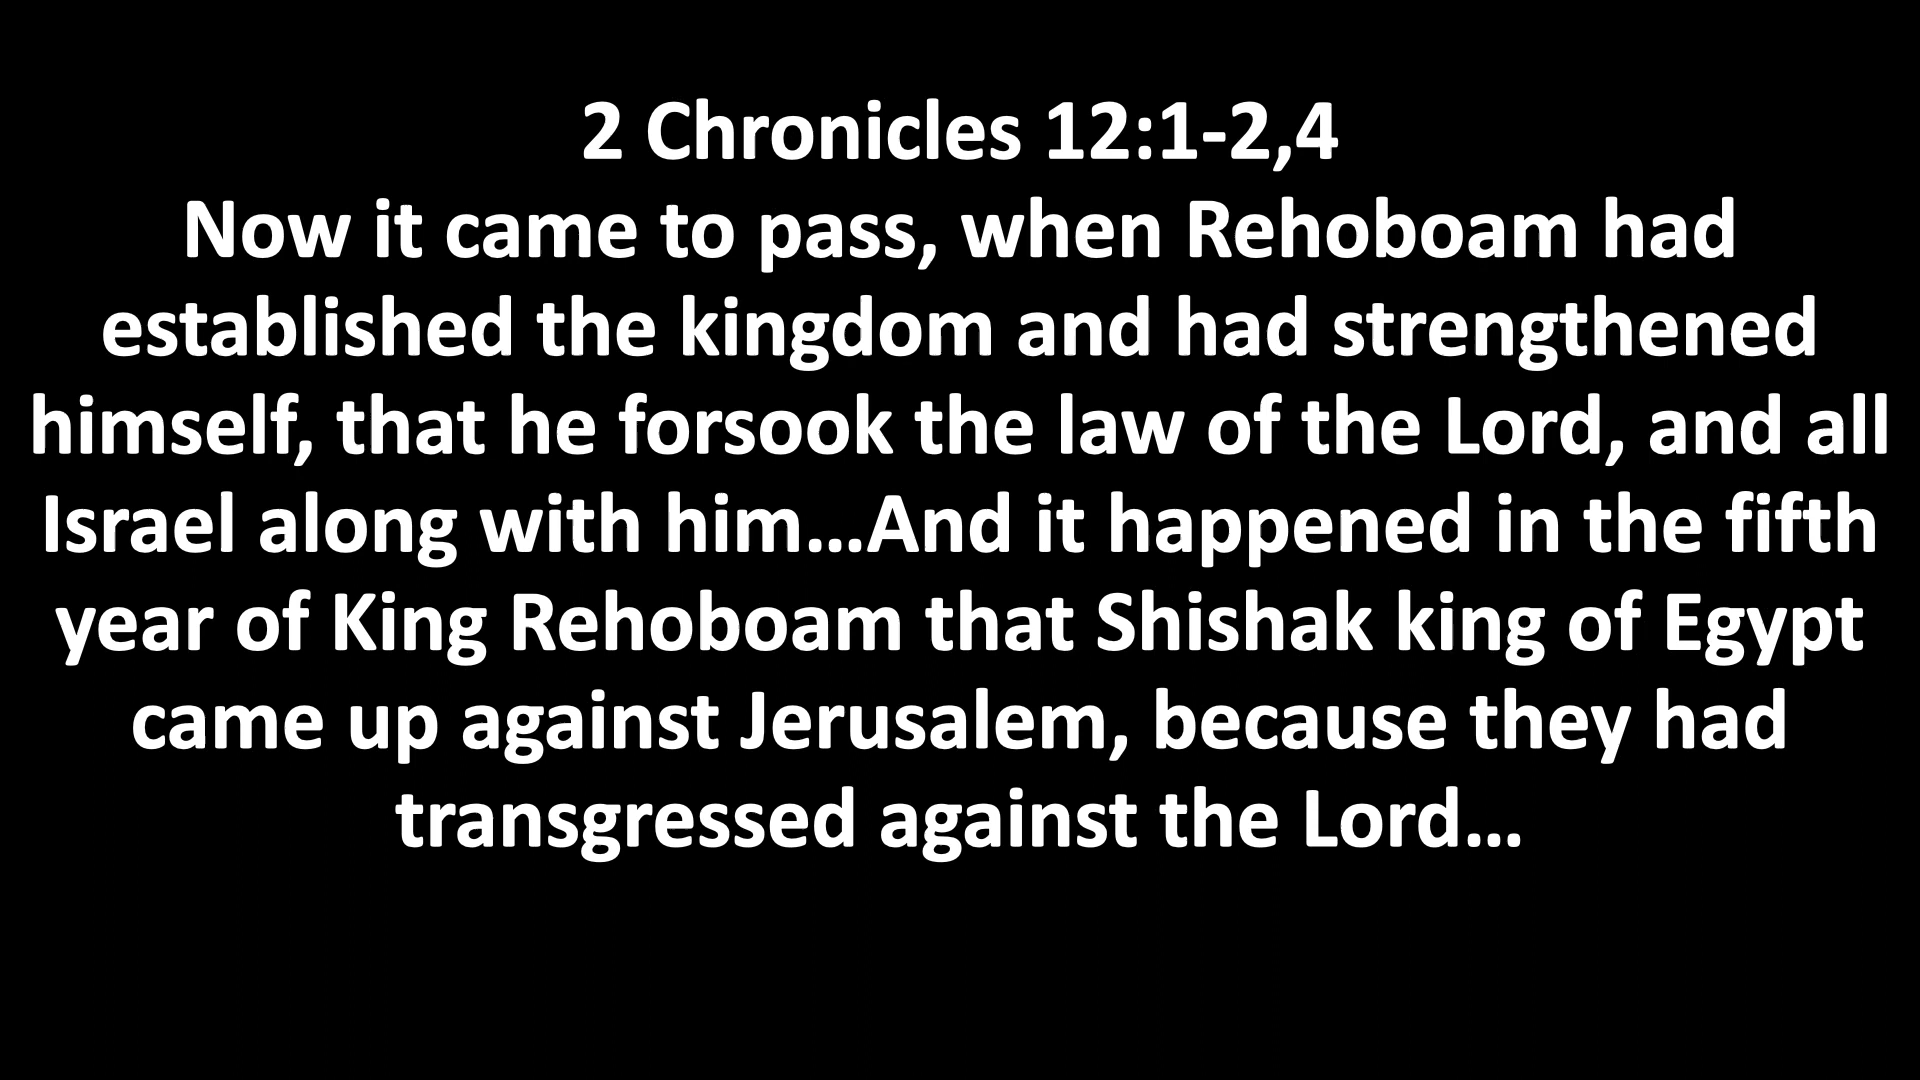 2 Chronicles 12:1-2,4
Now it came to pass, when Rehoboam had
established the kingdom and had strengthened
himself, that he forsook the law of the Lord, and all
Israel along with him…And it happened in the fifth
year of King Rehoboam that Shishak king of Egypt
came up against Jerusalem, because they had
transgressed against the Lord…